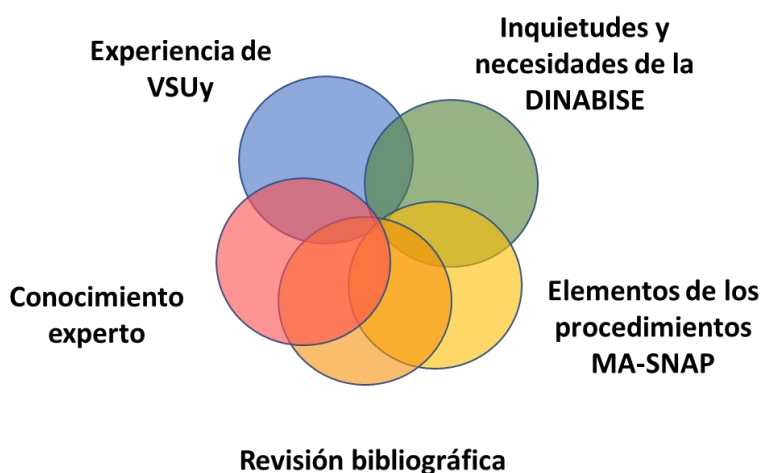 Experiencia de
VSUy
Inquietudes y
necesidades de la
DINABISE
Conocimiento
experto
Elementos de los
procedimientos
MA-SNAP
Revisión bibliográfica